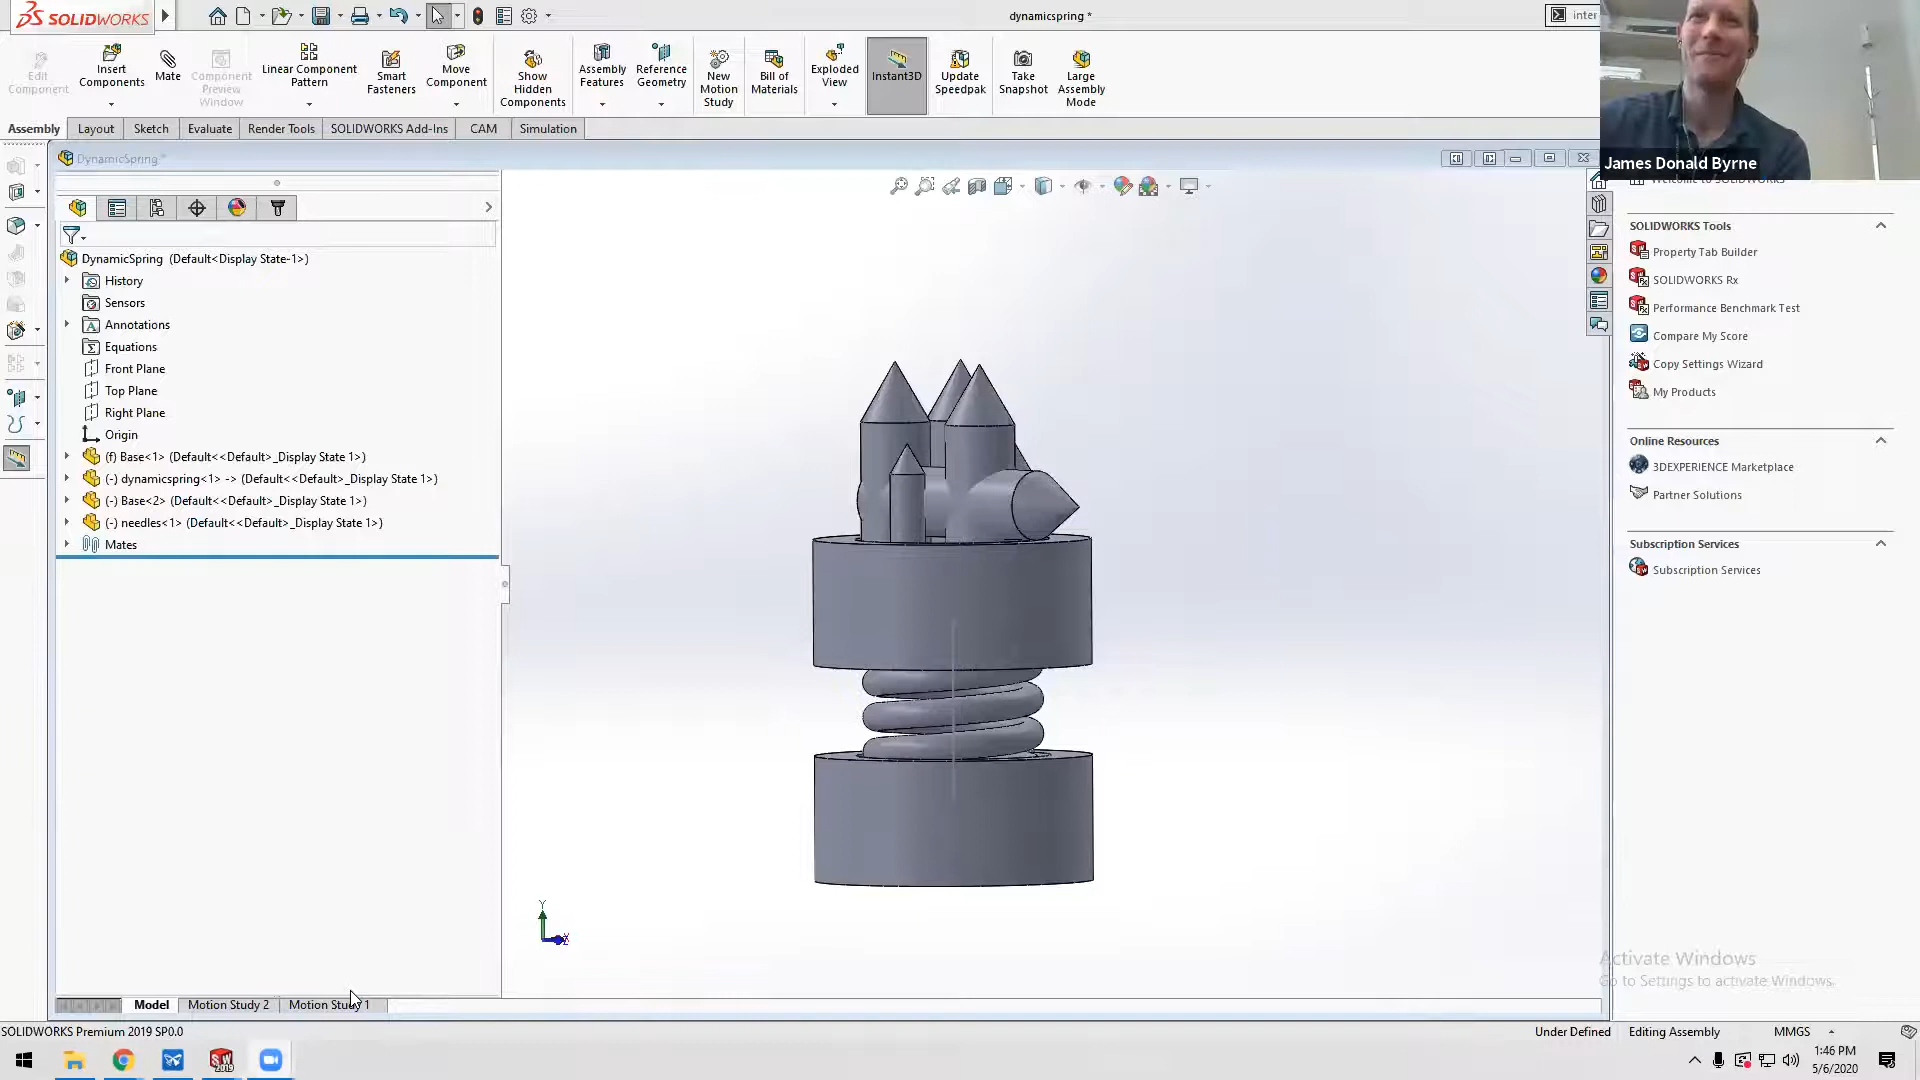 SOLIDWORKS
dynamicspring *
inter
Edit Component
Insert Components
Mate
Component Preview Window
Linear Component Pattern
Smart Fasteners
Move Component
Show Hidden Components
Assembly Features
Reference Geometry
New Motion Study
Bill of Materials
Exploded View
Instant3D
Update Speedpak
Take Snapshot
Large Assembly Mode
Assembly
Layout
Sketch
Evaluate
Render Tools
SOLIDWORKS Add-Ins
CAM
Simulation
James Donald Byrne
DynamicSpring *
Welcome to SOLIDWORKS
DynamicSpring (Default<Display State-1>)
History
Sensors
Annotations
Equations
Front Plane
Top Plane
Right Plane
Origin
(f) Base<1> (Default<<Default>_Display State 1>)
(-) dynamicspring<1> -> (Default<<Default>_Display State 1>)
(-) Base<2> (Default<<Default>_Display State 1>)
(-) needles<1> (Default<<Default>_Display State 1>)
Mates
SOLIDWORKS Tools
Property Tab Builder
SOLIDWORKS Rx
Performance Benchmark Test
Compare My Score
Copy Settings Wizard
My Products
Online Resources
3DEXPERIENCE Marketplace
Partner Solutions
Subscription Services
Subscription Services
Y
Activate Windows
Go to Settings to activate Windows.
Model
Motion Study 2
Motion Study 1
SOLIDWORKS Premium 2019 SP0.0
Under Defined
Editing Assembly
MMGS
1:46 PM
5/6/2020